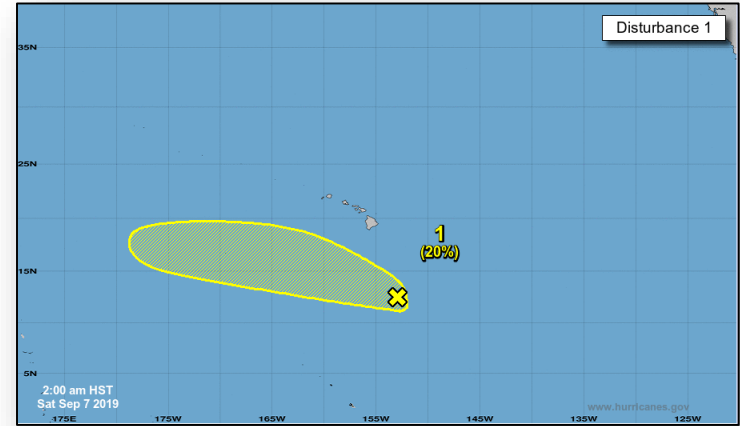 Disturbance 1
35N
25N
1
(20%)
15N
5N
2:00 am HST
Sat Sep 7 2019
www.hurricanes.gov
175E 175W 165W 155W 145W 135W 125W